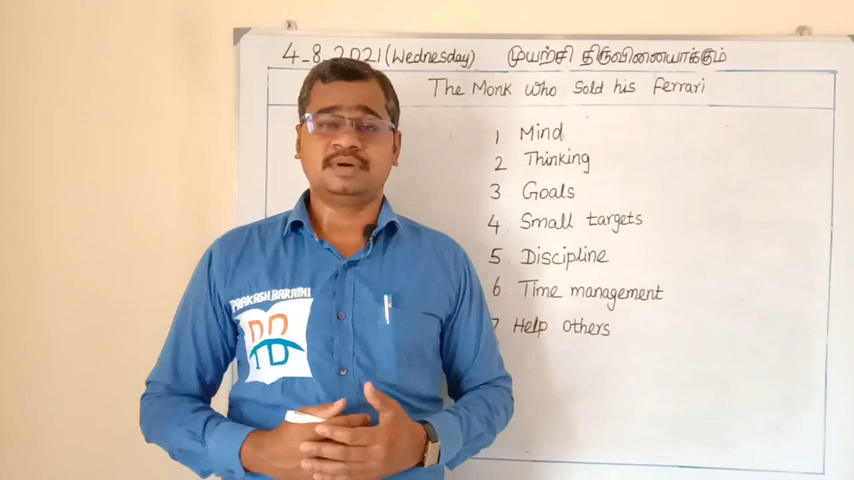 4-8-2021 (Wednesday) முயற்சி திருவினையாக்கும்
The Monk who sold his Ferrari
1 Mind
2 Thinking
3 Goals
4 Small targets
5 Discipline
6 Time management
7 Help others
PRAKASH BARATHI